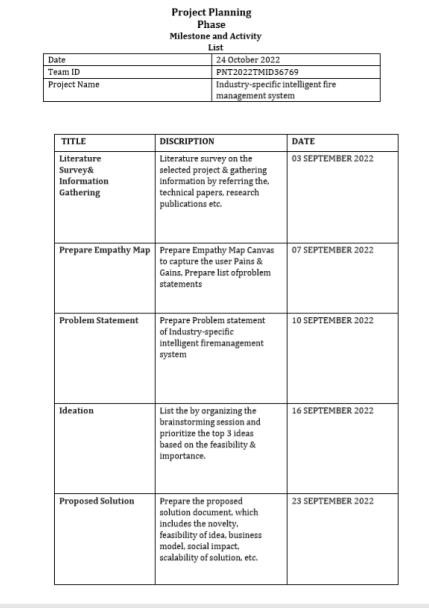 Project Planning
Phase
Milestone and Activity
List
Date 24 October 2022
Team ID PNT2022TMID36769
Project Name Industry-specific intelligent fire
management system
TITLE DISCRIPTION DATE
Literature Literature survey on the 03 SEPTEMBER 2022
Survey& selected project & gathering
Information information by referring the,
Gathering technical papers, research
publications etc.
Prepare Empathy Map Prepare Empathy Map Canvas 07 SEPTEMBER 2022
to capture the user Pains &
Gains, Prepare list ofproblem
statements
Problem Statement Prepare Problem statement 10 SEPTEMBER 2022
of Industry-specific
intelligent firemanagement
system
Ideation List the by organizing the 16 SEPTEMBER 2022
brainstorming session and
prioritize the top 3 ideas
based on the feasibility &
importance.
Proposed Solution Prepare the proposed 23 SEPTEMBER 2022
solution document, which
includes the novelty,
feasibility of idea, business
model, social impact,
scalability of solution, etc.